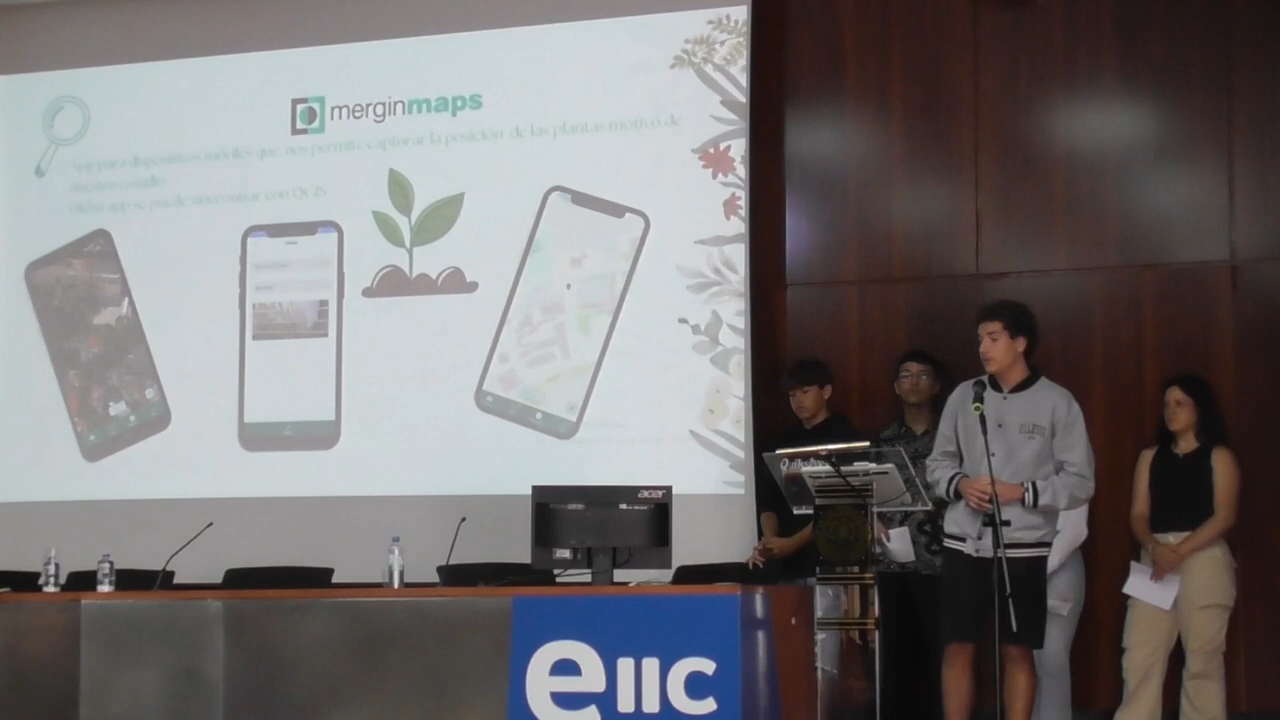 merginmaps
App para dispositivos móviles que nos permite capturar la posición de las plantas motivo de
nuestro estudio
dicha app se puede sincronizar con QGIS
acer
eiic